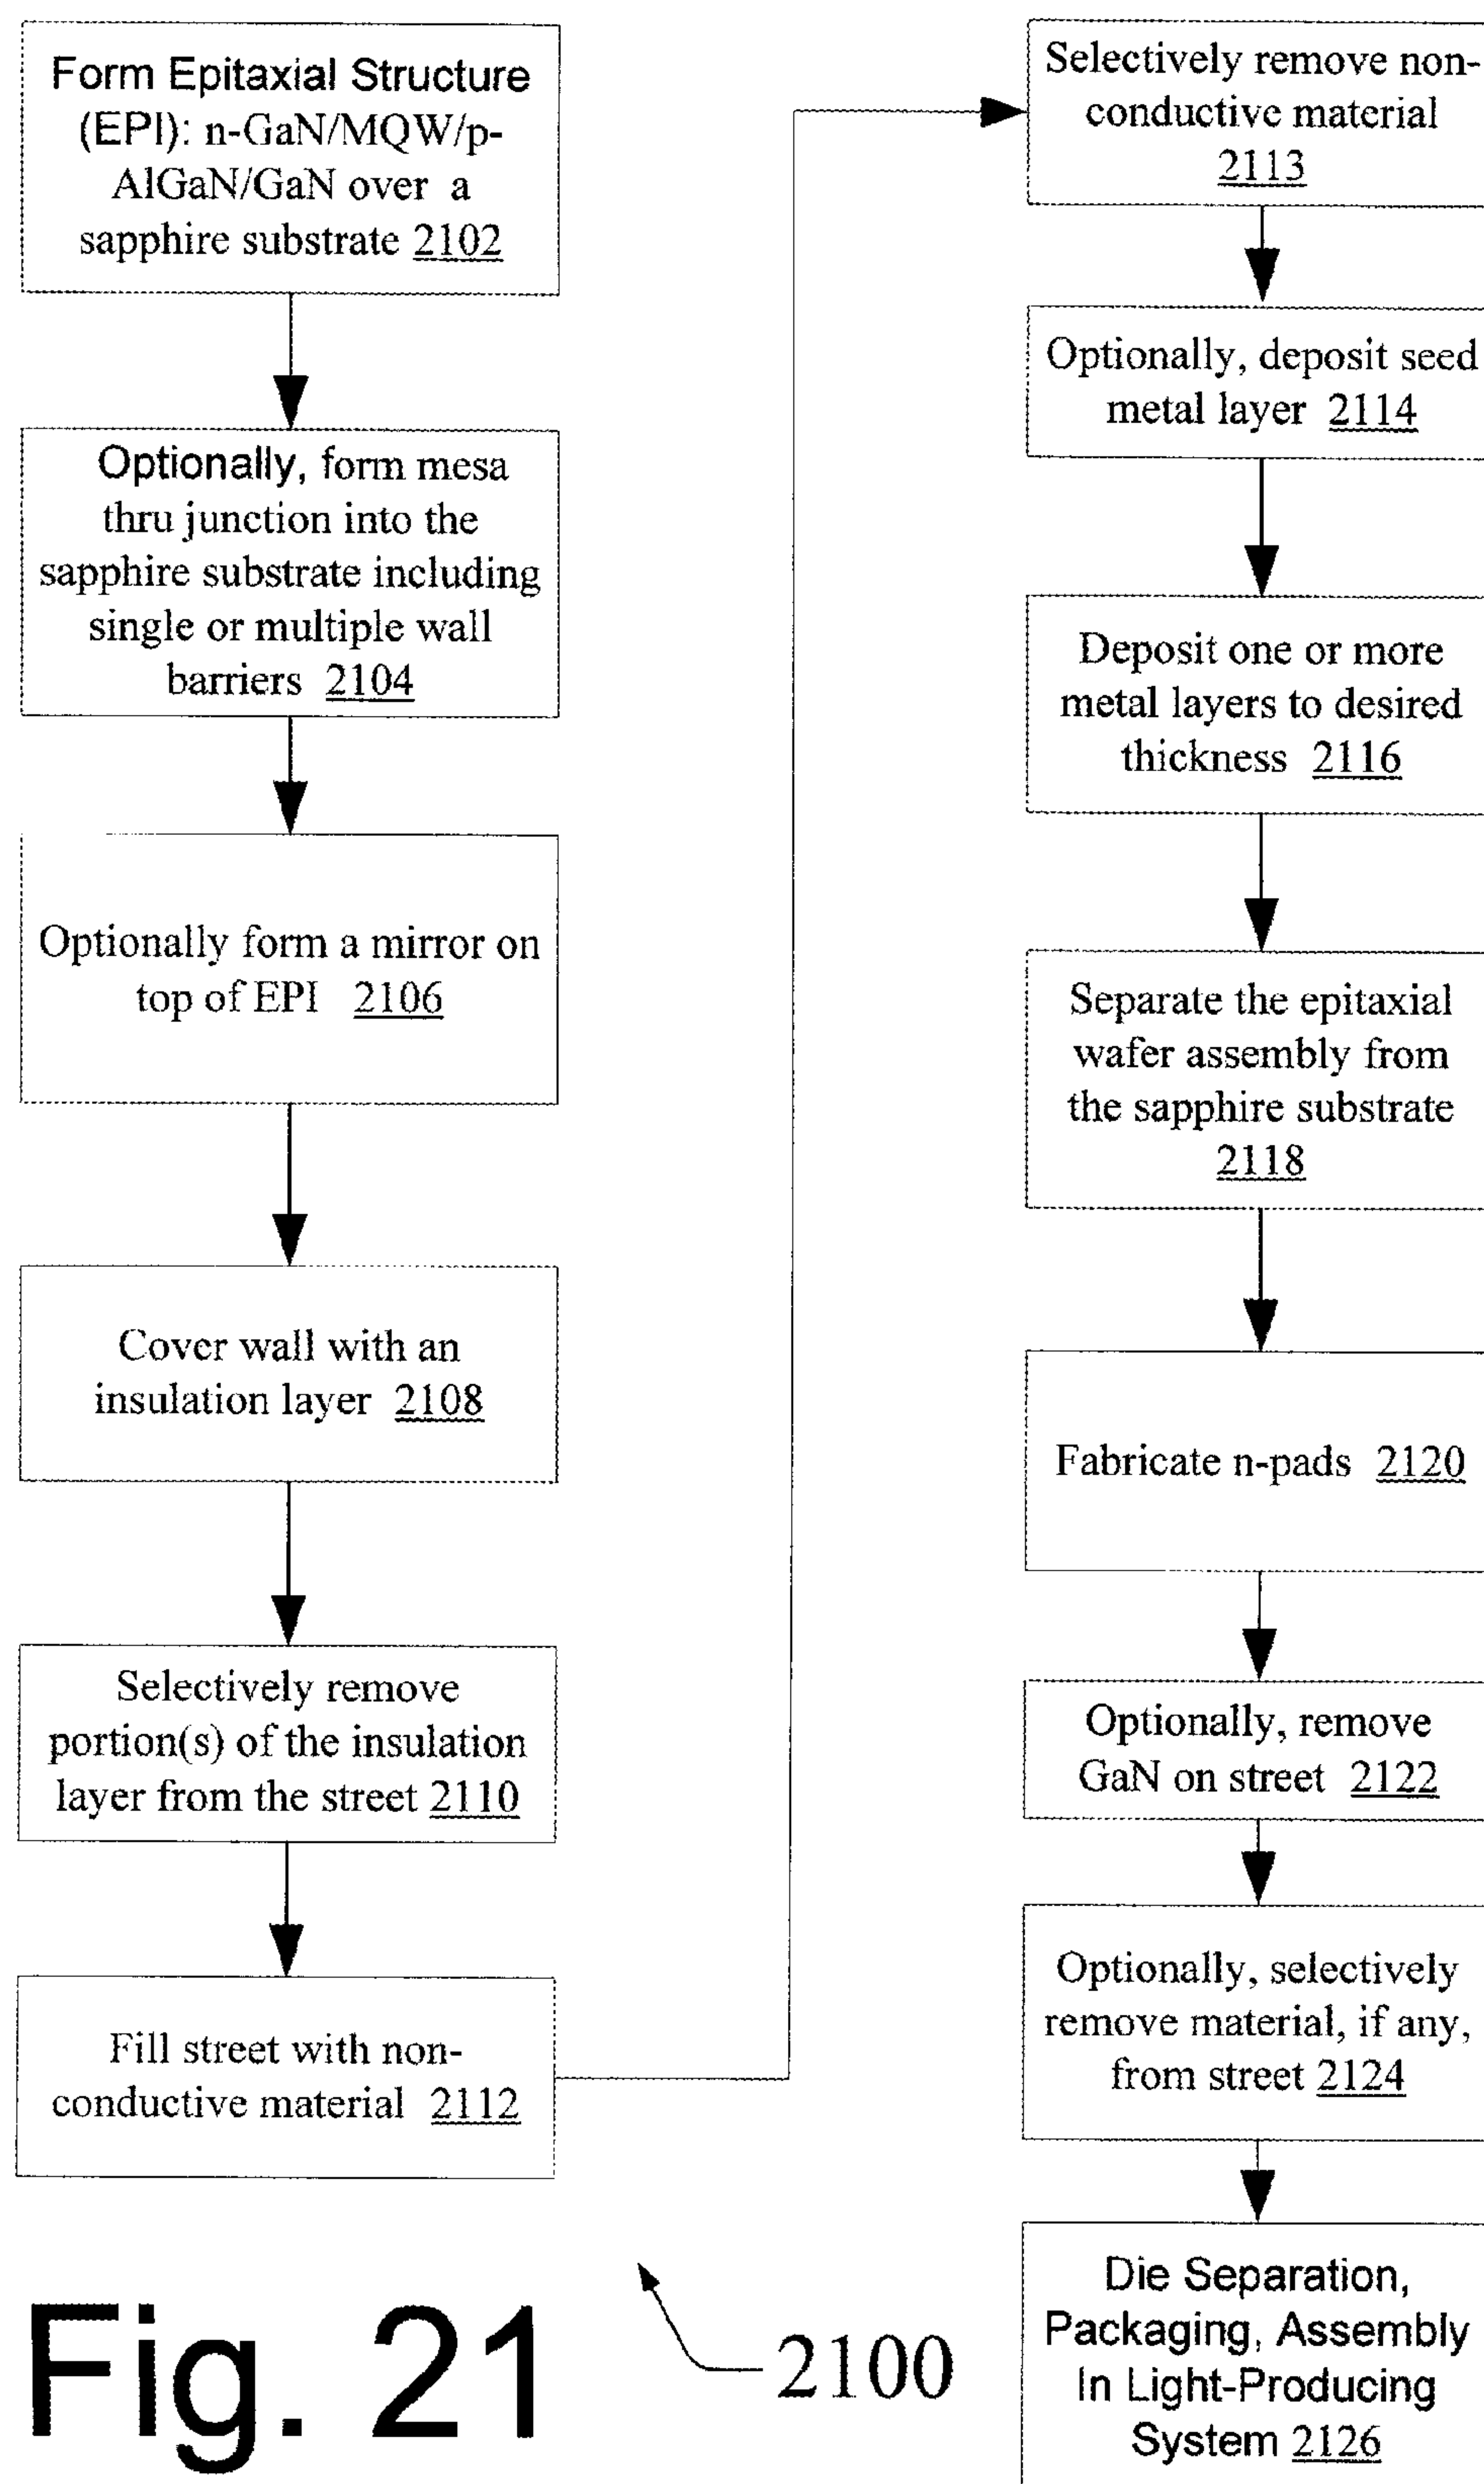 Form Epitaxial Structure
(EPI): n-GaN/MQW/p-
AlGaN/GaN over a
sapphire substrate 2102
Optionally, form mesa
thru junction into the
sapphire substrate including
single or multiple wall
barriers 2104
Optionally form a mirror on
top of EPI 2106
Cover wall with an
insulation layer 2108
Selectively remove
portion(s) of the insulation
layer from the street 2110
Fill street with non-
conductive material 2112
Selectively remove non-
conductive material
2113
Optionally, deposit seed
metal layer 2114
Deposit one or more
metal layers to desired
thickness 2116
Separate the epitaxial
wafer assembly from
the sapphire substrate
2118
Fabricate n-pads 2120
Optionally, remove
GaN on street 2122
Optionally, selectively
remove material, if any,
from street 2124
Die Separation,
Packaging, Assembly
In Light-Producing
System 2126
Fig. 21
2100